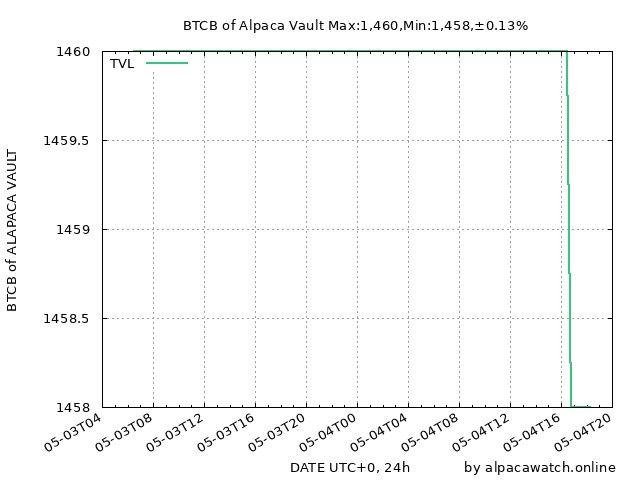 BTCB of Alpaca Vault Max:1,460,Min:1,458,±0.13%
TVL
1460
1459.5
1459
1458.5
1458
BTCB of ALAPACA VAULT
05-03T04
05-03T08
05-03T12
05-03T16
05-03T20
05-04T00
05-04T04
05-04T08
05-04T12
05-04T16
05-04T20
DATE UTC+0, 24h
by alpacawatch.online